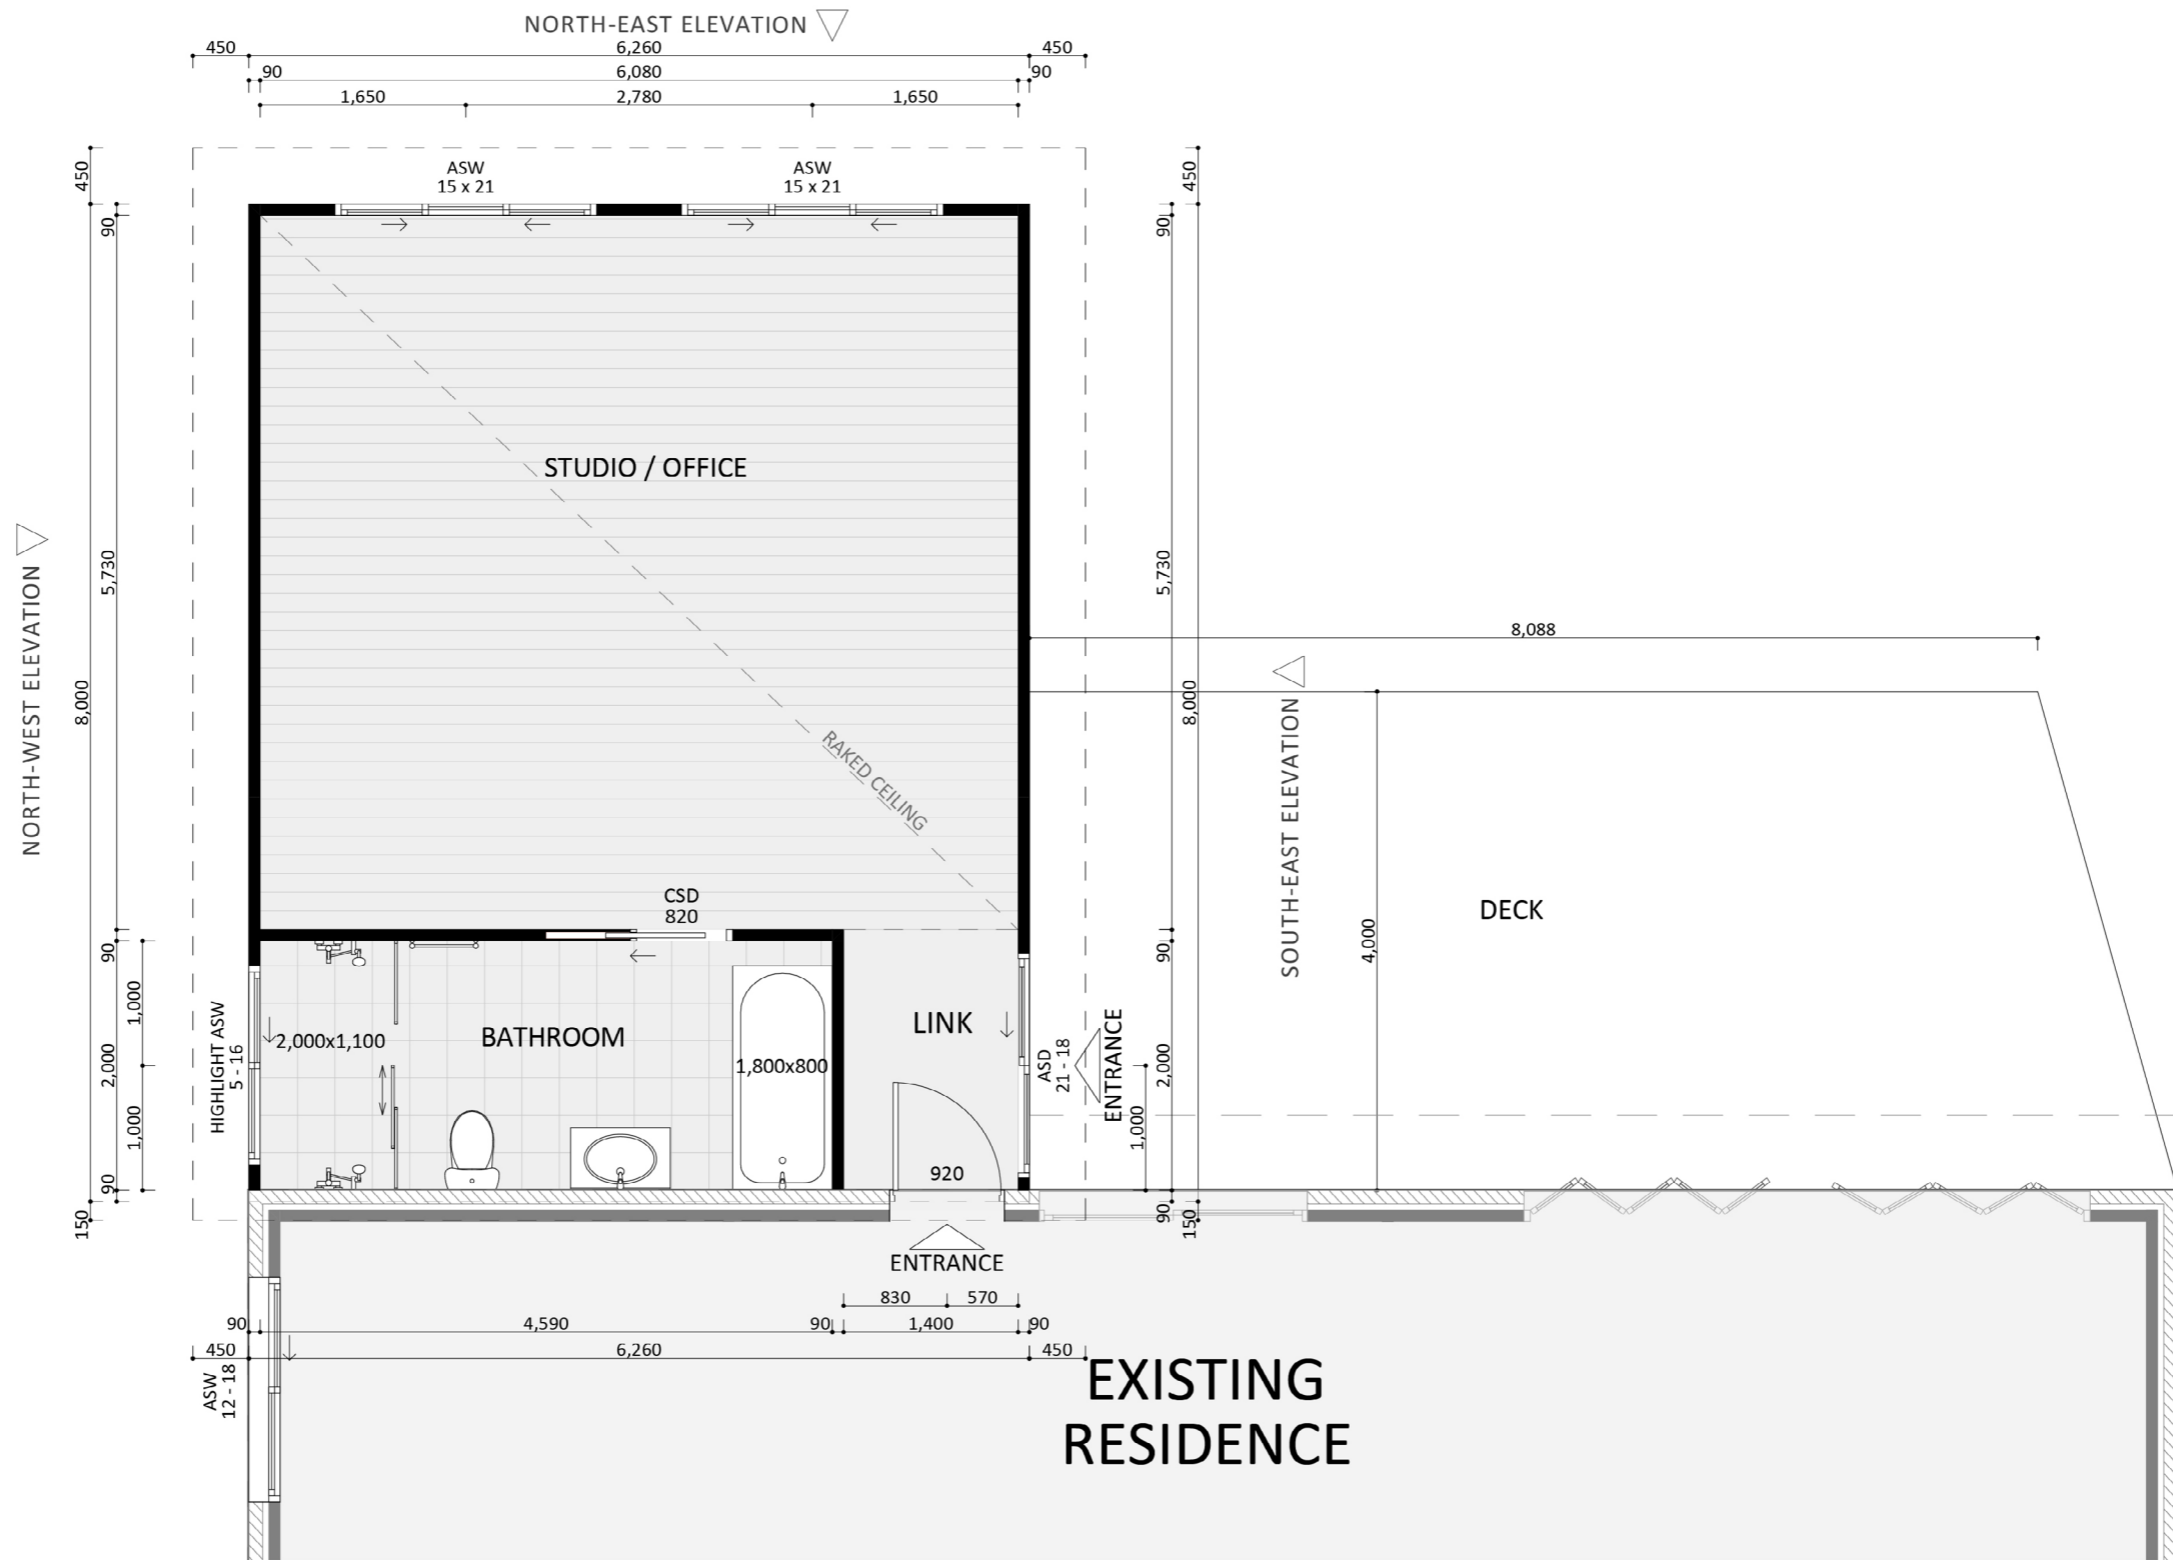 NORTH-EAST ELEVATION
450 6,260 450
90 6,080 90
1,650 2,780 1,650
ASW
15 x 21
ASW
15 x 21
450
90
5,730
8,000
90
1,000
2,000
1,000
90
150
NORTH-WEST ELEVATION
STUDIO / OFFICE
RAKED CEILING
CSD
820
HIGHLIGHT ASW
5 - 16
2,000x1,100
BATHROOM
1,800x800
LINK
920
ASD
21 - 18
ENTRANCE
450
90
5,730
8,000
90
2,000
1,000
90
150
8,088
SOUTH-EAST ELEVATION
4,000
DECK
ENTRANCE
830 570
90 4,590 90 1,400 90
450 6,260 450
ASW
12 - 18
EXISTING
RESIDENCE